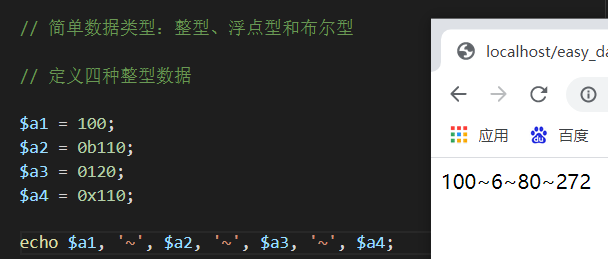 // 简单数据类型：整型、浮点型和布尔型
// 定义四种整型数据
$a1 = 100;
$a2 = 0b110;
$a3 = 0120;
$a4 = 0x110;
echo $a1, '~', $a2, '~', $a3, '~', $a4;
localhost/easy_da
应用 du 百度
100~6~80~272